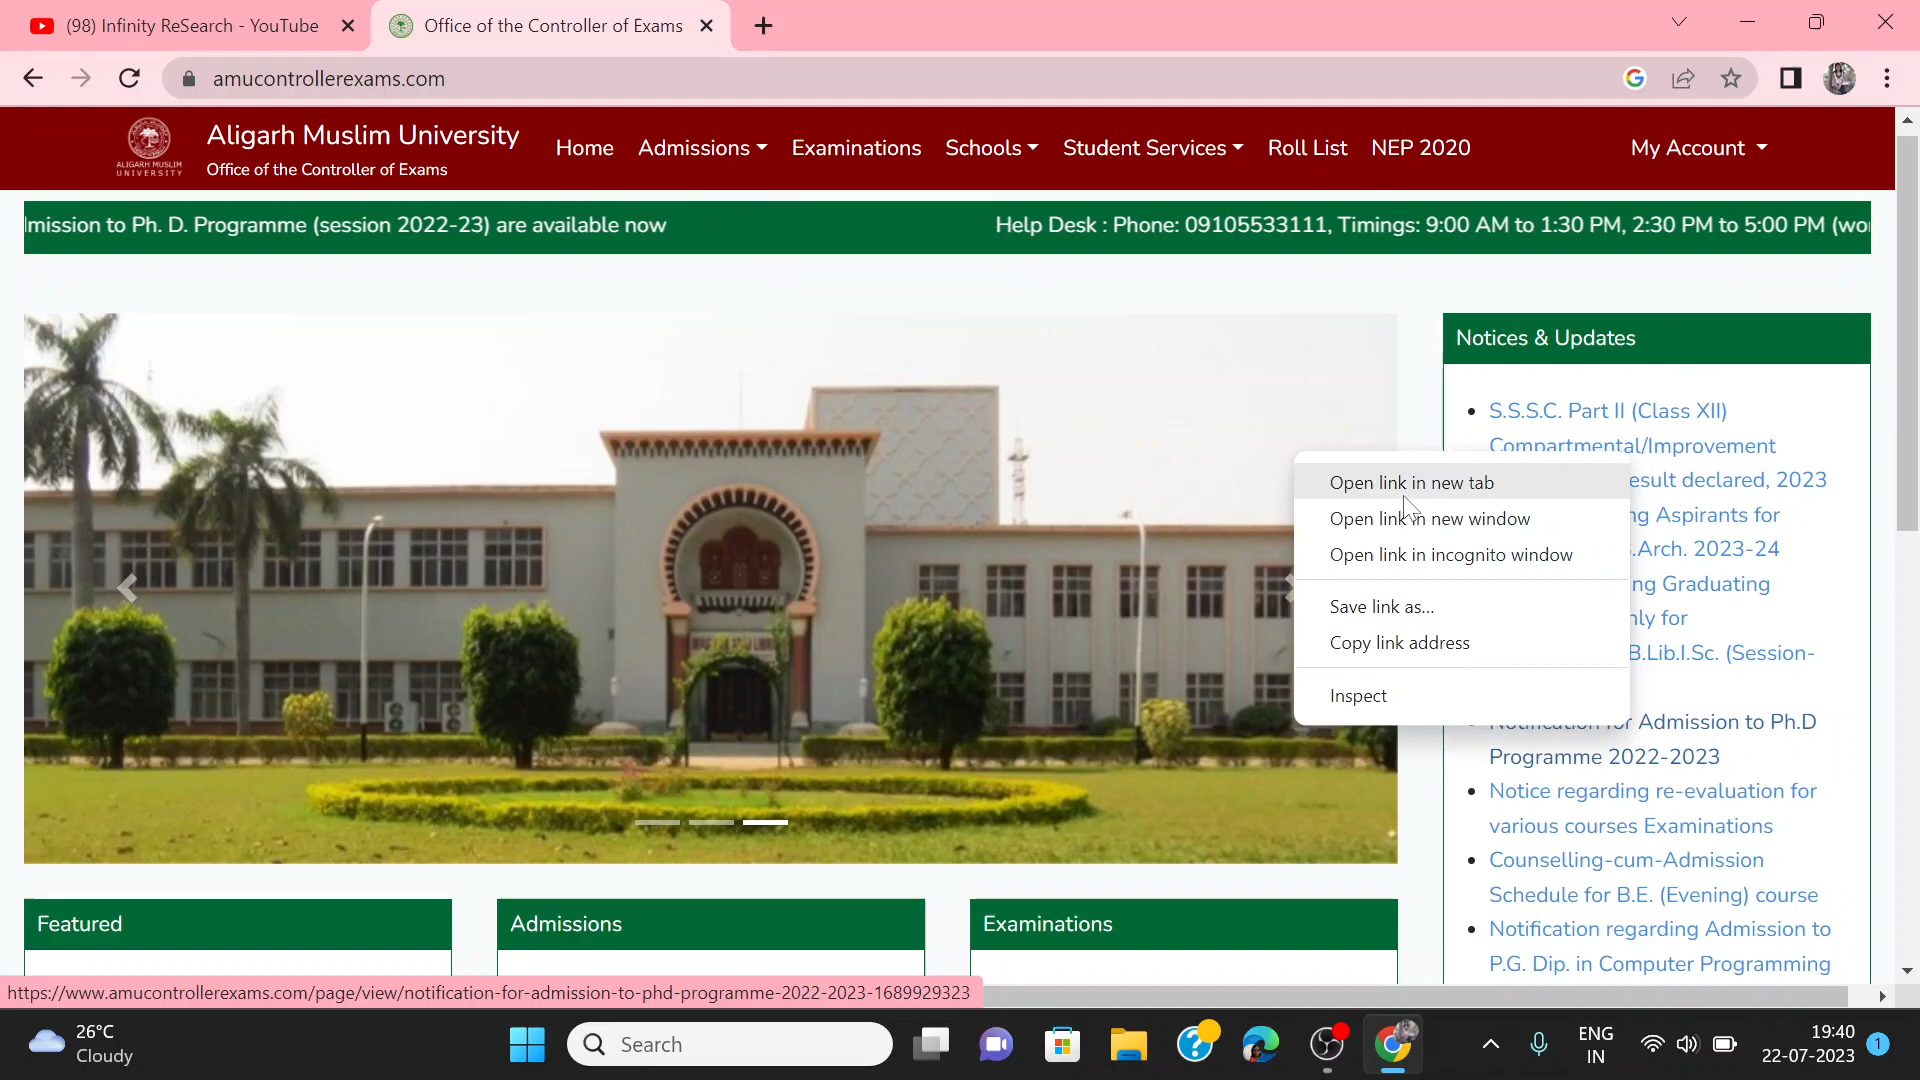 (98) Infinity ReSearch - YouTube
Office of the Controller of Exams
amucontrollerexams.com
ALIGARH MUSLIM
UNIVERSITY
Aligarh Muslim University
Office of the Controller of Exams
Home
Admissions
Examinations
Schools
Student Services
Roll List
NEP 2020
My Account
mission to Ph. D. Programme (session 2022-23) are available now
Help Desk : Phone: 09105533111, Timings: 9:00 AM to 1:30 PM, 2:30 PM to 5:00 PM
Notices & Updates
S.S.S.C. Part II (Class XII)
Compartmental/Improvement
esult declared, 2023
ng Aspirants for
.Arch. 2023-24
ng Graduating
nly for
B.Lib.I.Sc. (Session-
Notification for Admission to Ph.D
Programme 2022-2023
Notice regarding re-evaluation for
various courses Examinations
Counselling-cum-Admission
Schedule for B.E. (Evening) course
Notification regarding Admission to
P.G. Dip. in Computer Programming
Open link in new tab
Open link in new window
Open link in incognito window
Save link as...
Copy link address
Inspect
Featured
Admissions
Examinations
https://www.amucontrollerexams.com/page/view/notification-for-admission-to-phd-programme-2022-2023-1689929323
26°C
Cloudy
Search
ENG
IN
19:40
22-07-2023
1